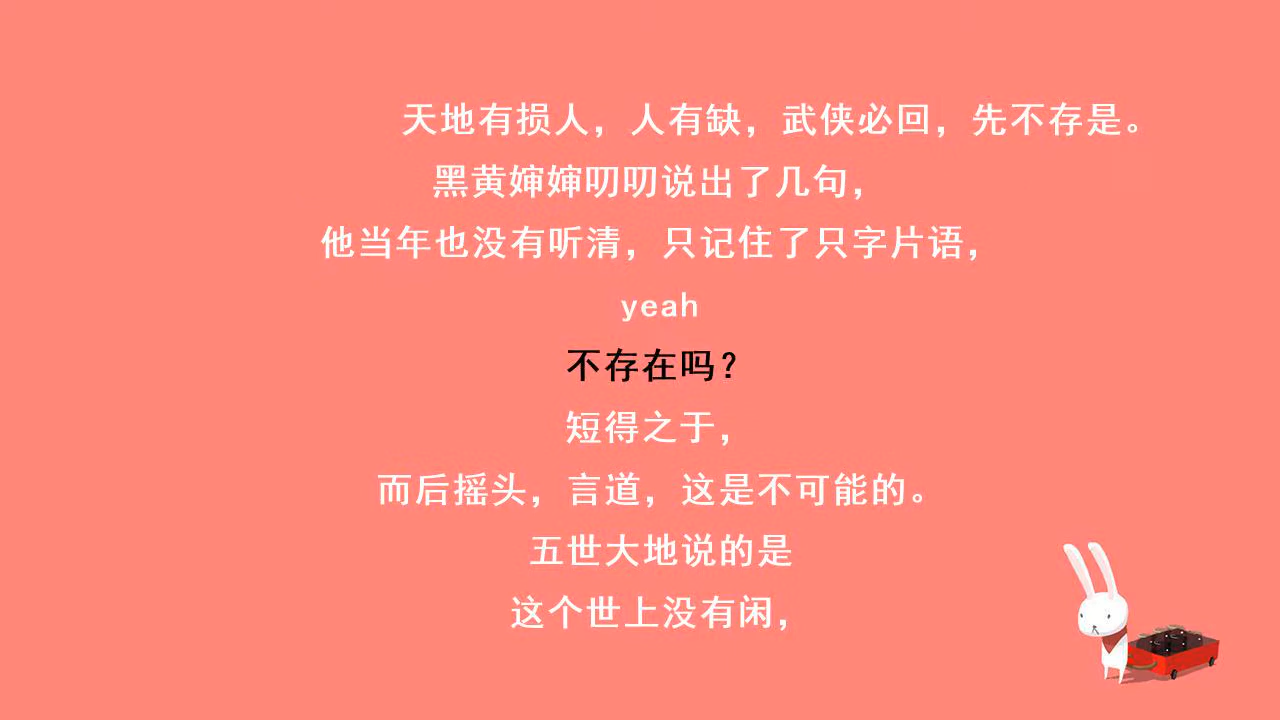 天地有损人，人有缺，武侠必回，先不存是。
黑黄婶婶叨叨说出了几句，
他当年也没有听清，只记住了只字片语，
yeah
不存在吗？
短得之于，
而后摇头，言道，这是不可能的。
五世大地说的是
这个世上没有闲，